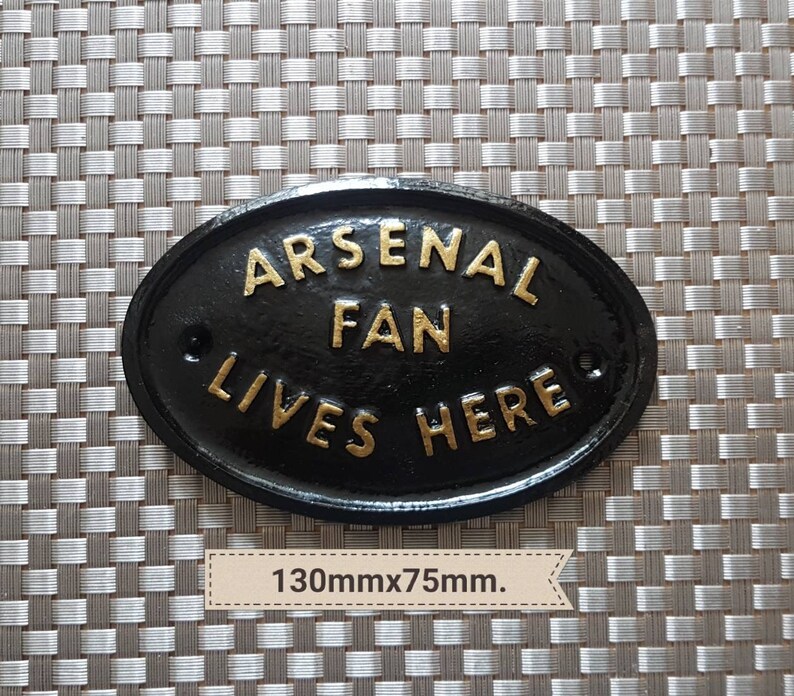 ARSENAL
FAN
LIVES HERE
130mmx75mm.